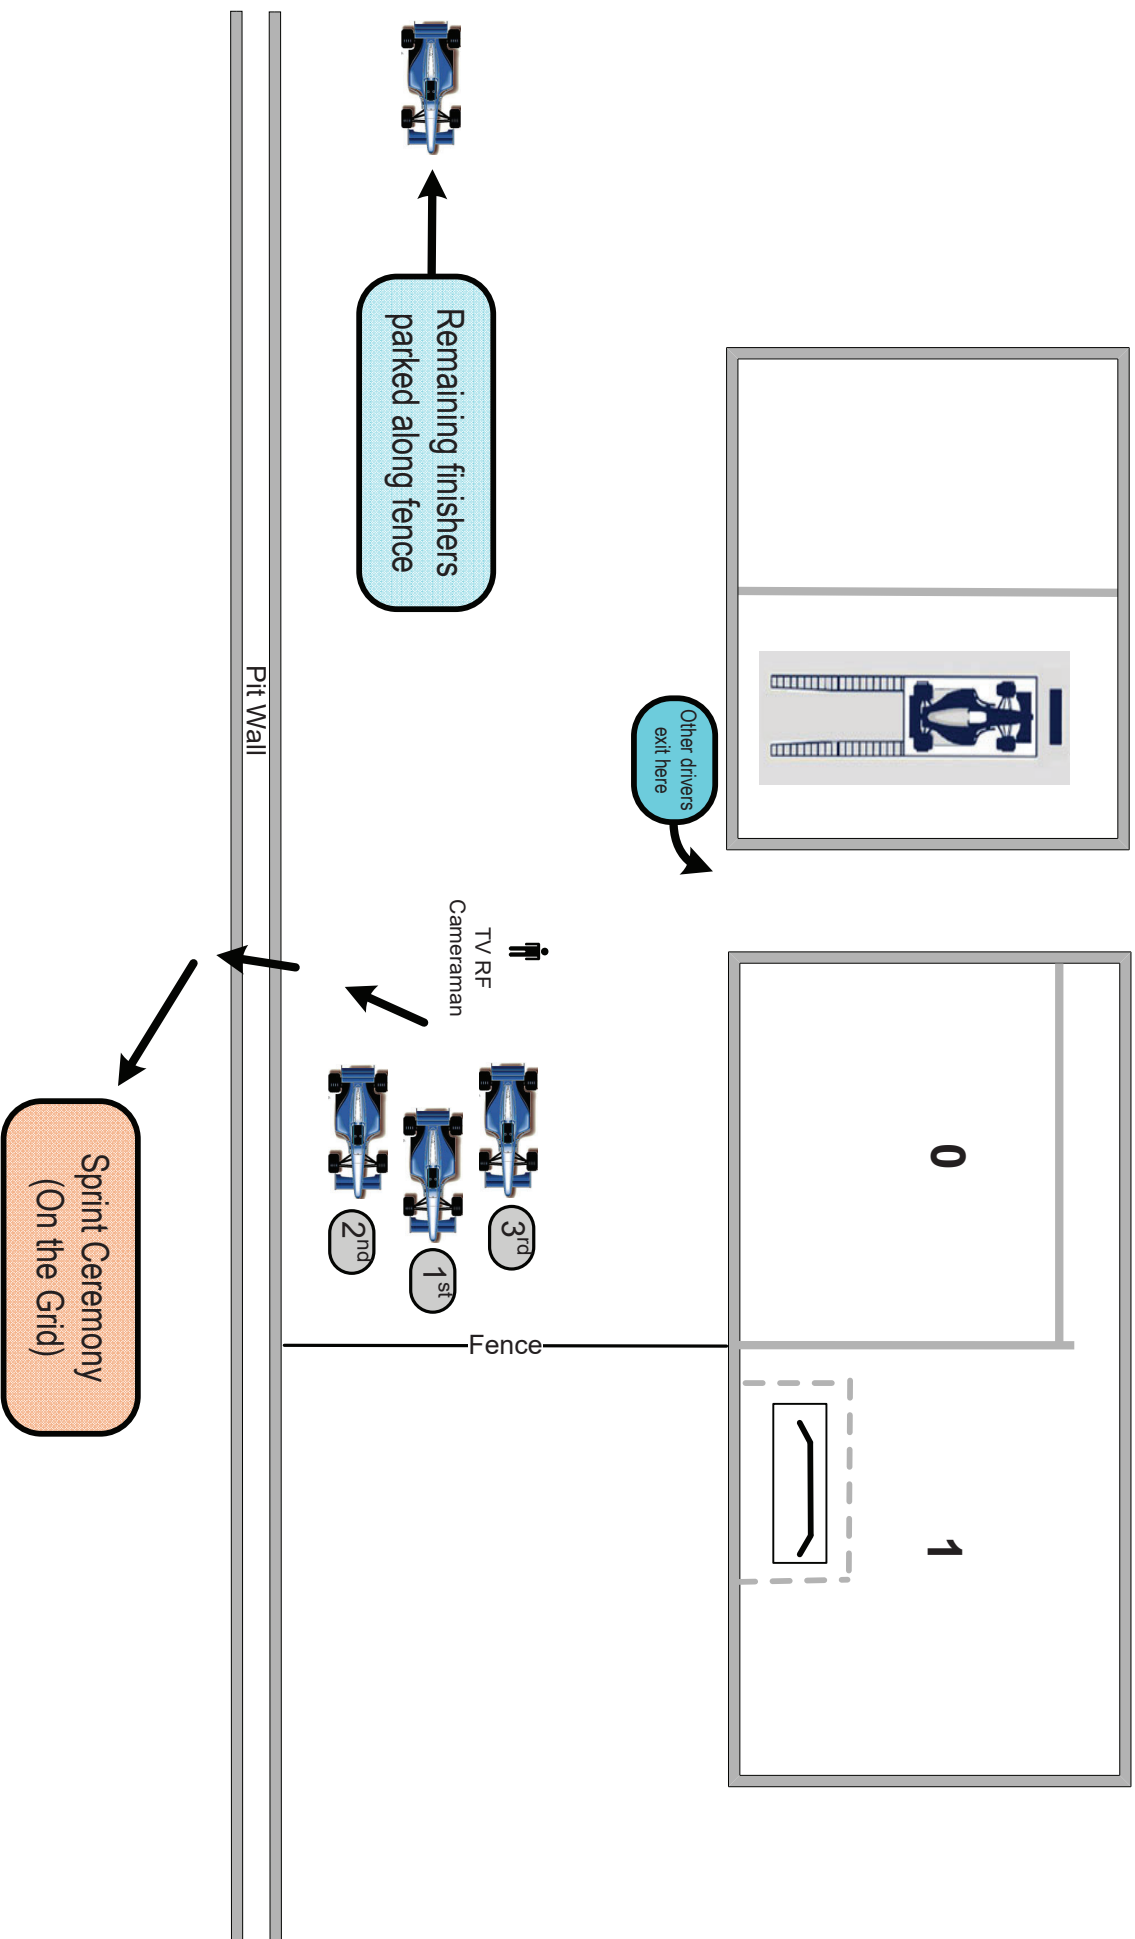 Remaining finishers
parked along fence
Other drivers
exit here
Pit Wall
TV RF
Cameraman
0
3rd
1st
2nd
Fence
1
Sprint Ceremony
(On the Grid)